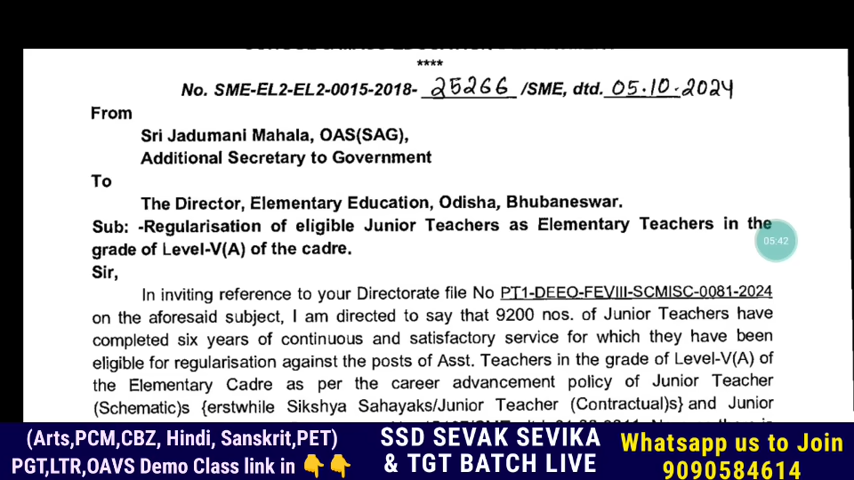 ****
No. SME-EL2-EL2-0015-2018- 25266 /SME, dtd. 05.10.2024
From
Sri Jadumani Mahala, OAS(SAG),
Additional Secretary to Government
To
The Director, Elementary Education, Odisha, Bhubaneswar.
Sub: -Regularisation of eligible Junior Teachers as Elementary Teachers in the
grade of Level-V(A) of the cadre.
Sir,
05:42
In inviting reference to your Directorate file No PT1-DEEO-FEVIII-SCMISC-0081-2024
on the aforesaid subject, I am directed to say that 9200 nos. of Junior Teachers have
completed six years of continuous and satisfactory service for which they have been
eligible for regularisation against the posts of Asst. Teachers in the grade of Level-V(A) of
the Elementary Cadre as per the career advancement policy of Junior Teacher
(Schematic)s {erstwhile Sikshya Sahayaks/Junior Teacher (Contractual)s} and Junior
(Arts,PCM,CBZ, Hindi, Sanskrit,PET)
PGT,LTR,OAVS Demo Class link in 👇👇
SSD SEVAK SEVIKA
& TGT BATCH LIVE
Whatsapp us to Join
9090584614